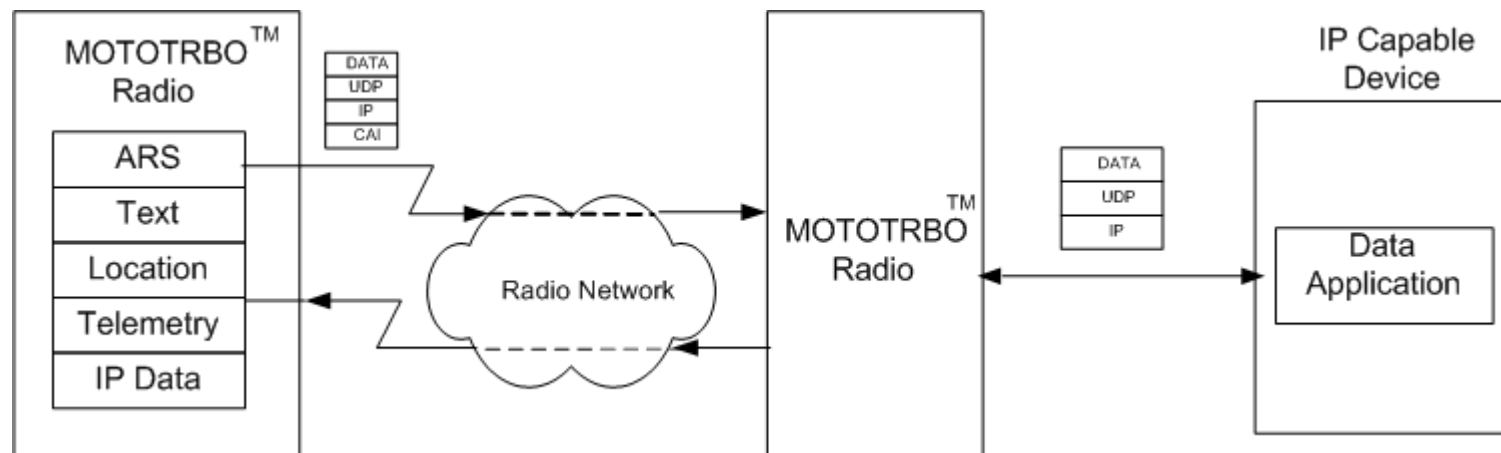 MOTOTRBO™
Radio
ARS
Text
Location
Telemetry
IP Data
DATA
UDP
IP
CAI
Radio Network
MOTOTRBO™
Radio
DATA
UDP
IP
IP Capable
Device
Data
Application